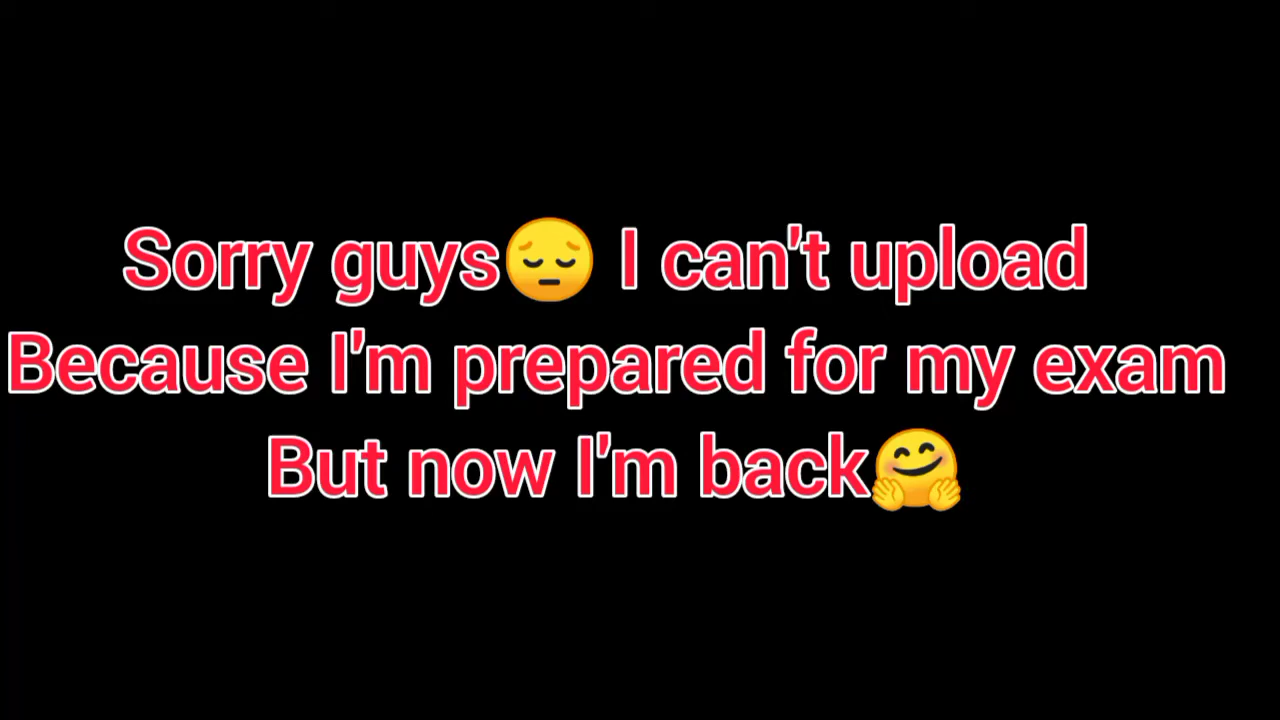 Sorry guys😔 I can't upload
Because I'm prepared for my exam
But now I'm back🤗